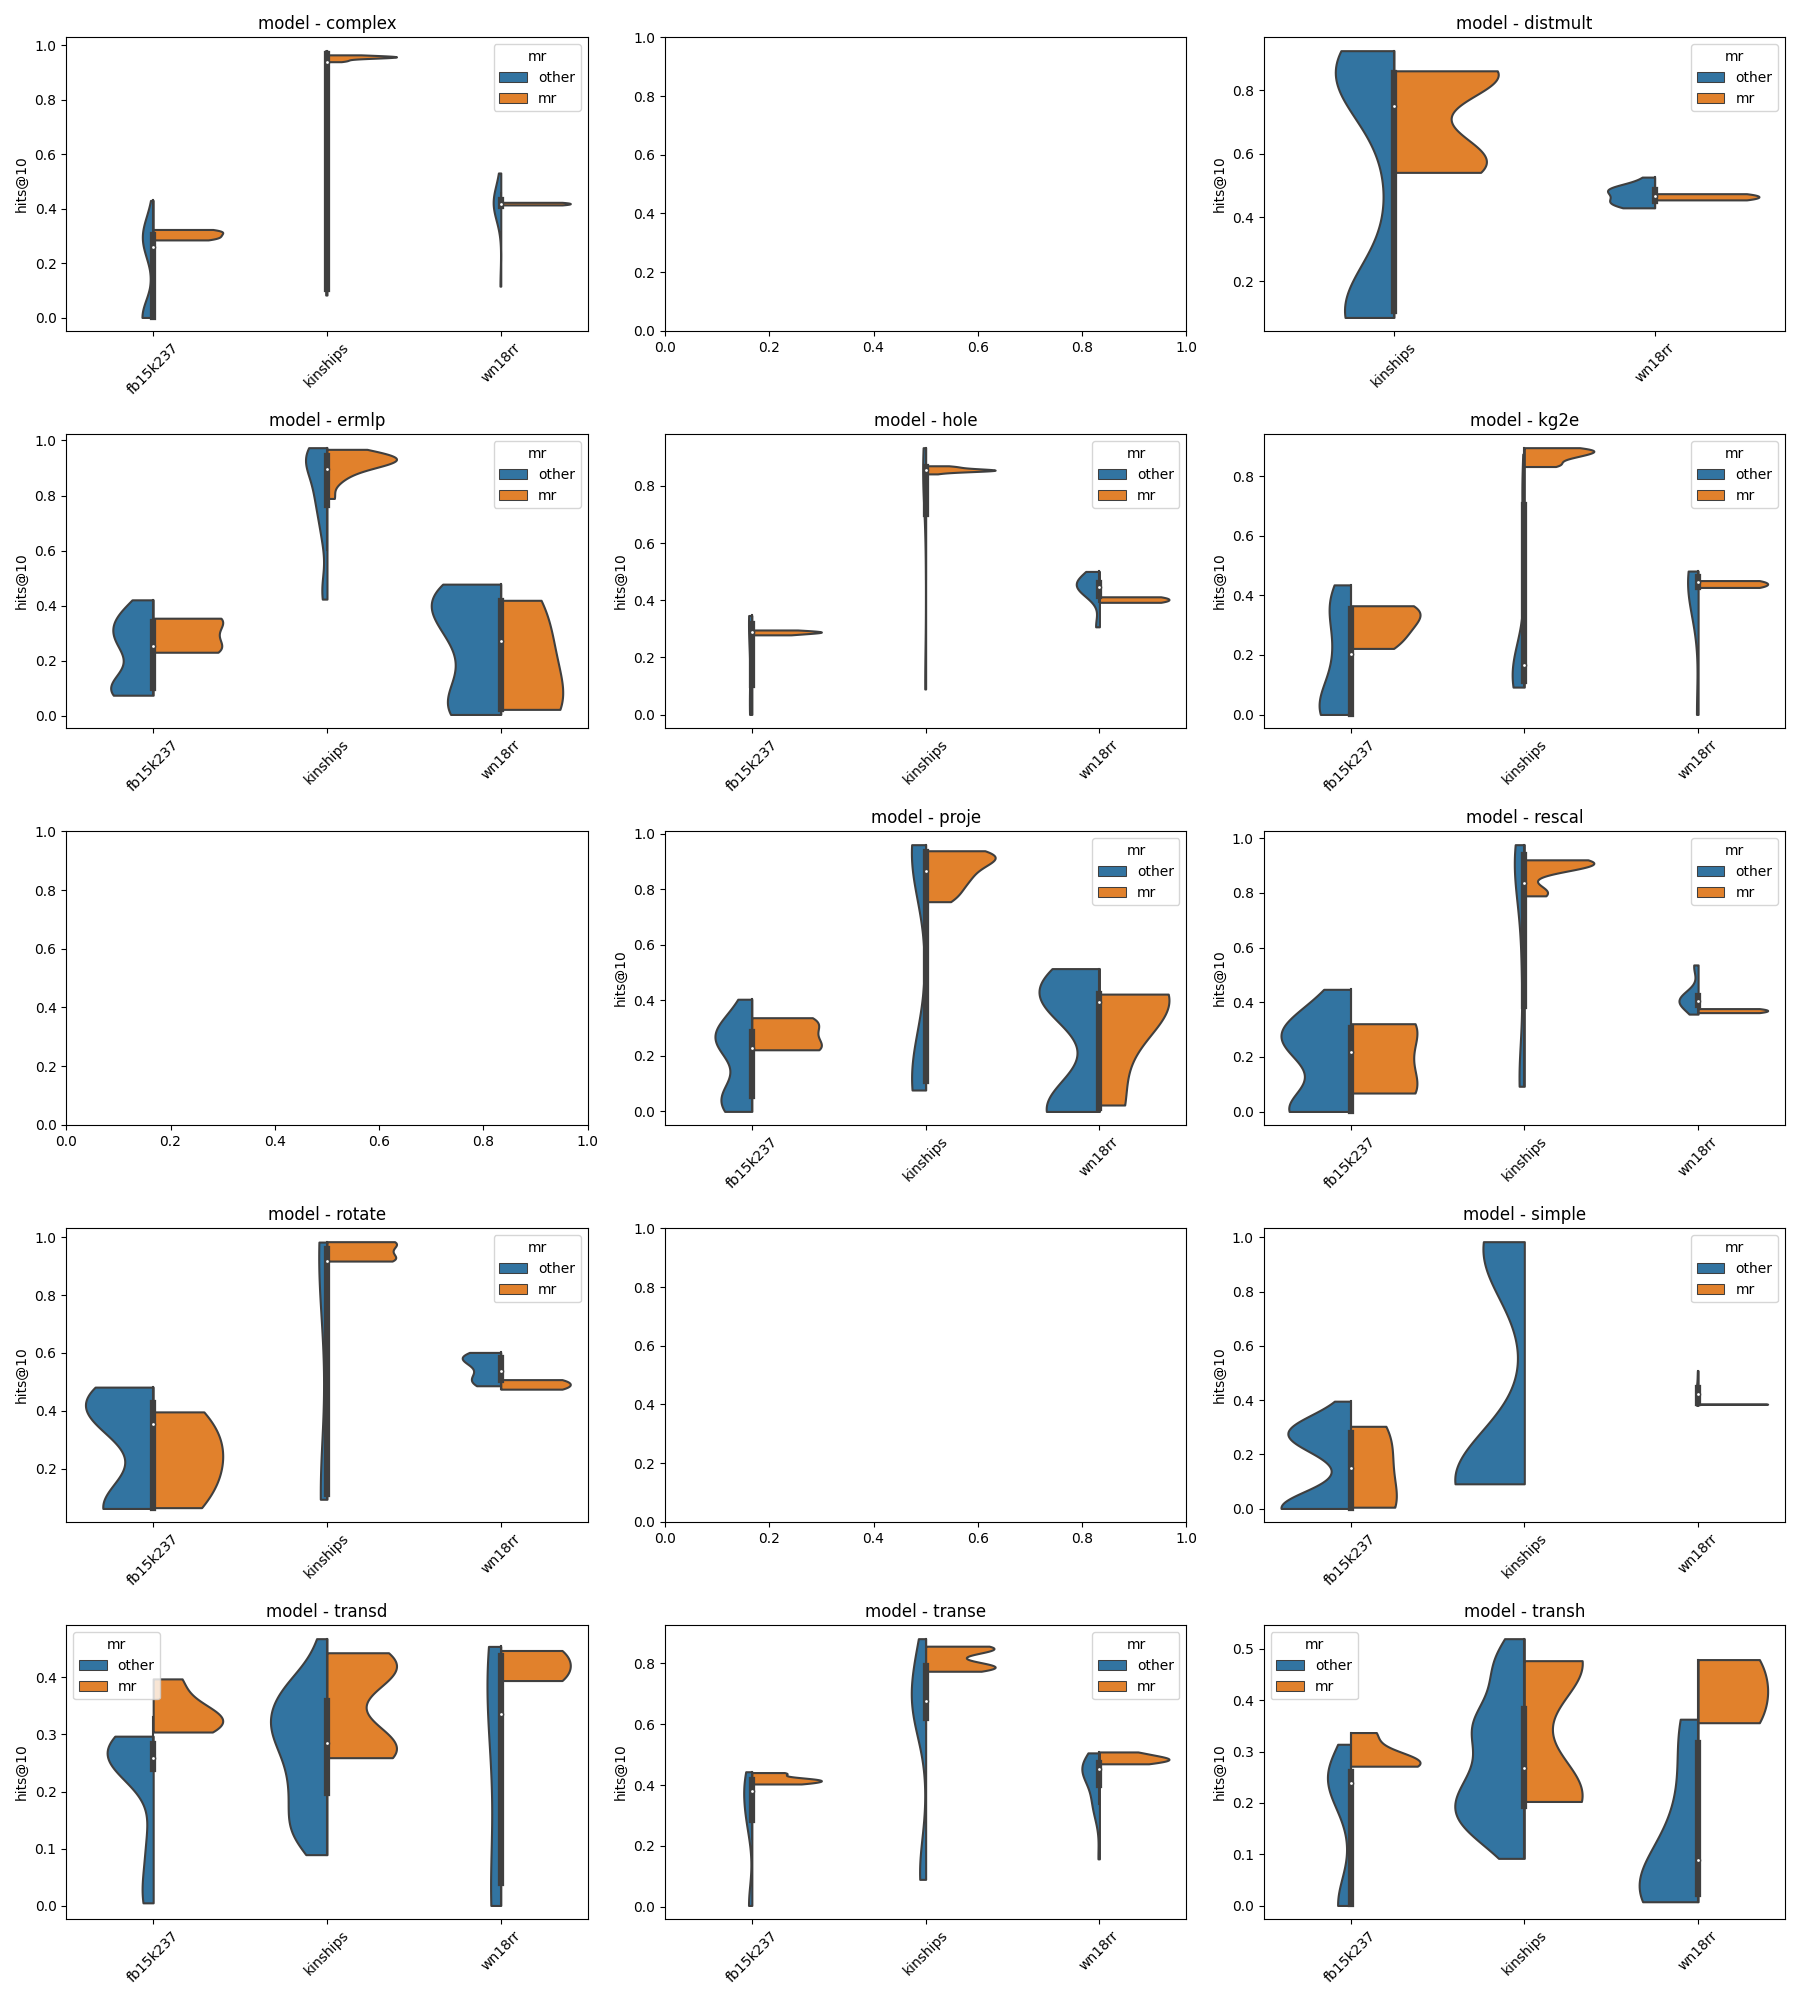 model - complex
hits@10
1.0
0.8
0.6
0.4
0.2
0.0
mr
other
mr
fb15k237
kinships
wn18rr
1.0
0.8
0.6
0.4
0.2
0.0
0.0 0.2 0.4 0.6 0.8 1.0
model - distmult
hits@10
0.8
0.6
0.4
0.2
mr
other
mr
kinships
wn18rr
model - ermlp
hits@10
1.0
0.8
0.6
0.4
0.2
0.0
mr
other
mr
fb15k237
kinships
wn18rr
model - hole
hits@10
0.8
0.6
0.4
0.2
0.0
mr
other
mr
fb15k237
kinships
wn18rr
model - kg2e
hits@10
0.8
0.6
0.4
0.2
0.0
mr
other
mr
fb15k237
kinships
wn18rr
1.0
0.8
0.6
0.4
0.2
0.0
0.0 0.2 0.4 0.6 0.8 1.0
model - proje
hits@10
1.0
0.8
0.6
0.4
0.2
0.0
mr
other
mr
fb15k237
kinships
wn18rr
model - rescal
hits@10
1.0
0.8
0.6
0.4
0.2
0.0
mr
other
mr
fb15k237
kinships
wn18rr
model - rotate
hits@10
1.0
0.8
0.6
0.4
0.2
mr
other
mr
fb15k237
kinships
wn18rr
1.0
0.8
0.6
0.4
0.2
0.0
0.0 0.2 0.4 0.6 0.8 1.0
model - simple
hits@10
1.0
0.8
0.6
0.4
0.2
0.0
mr
other
mr
fb15k237
kinships
wn18rr
model - transd
hits@10
0.4
0.3
0.2
0.1
0.0
mr
other
mr
fb15k237
kinships
wn18rr
model - transe
hits@10
0.8
0.6
0.4
0.2
0.0
mr
other
mr
fb15k237
kinships
wn18rr
model - transh
hits@10
0.5
0.4
0.3
0.2
0.1
0.0
mr
other
mr
fb15k237
kinships
wn18rr